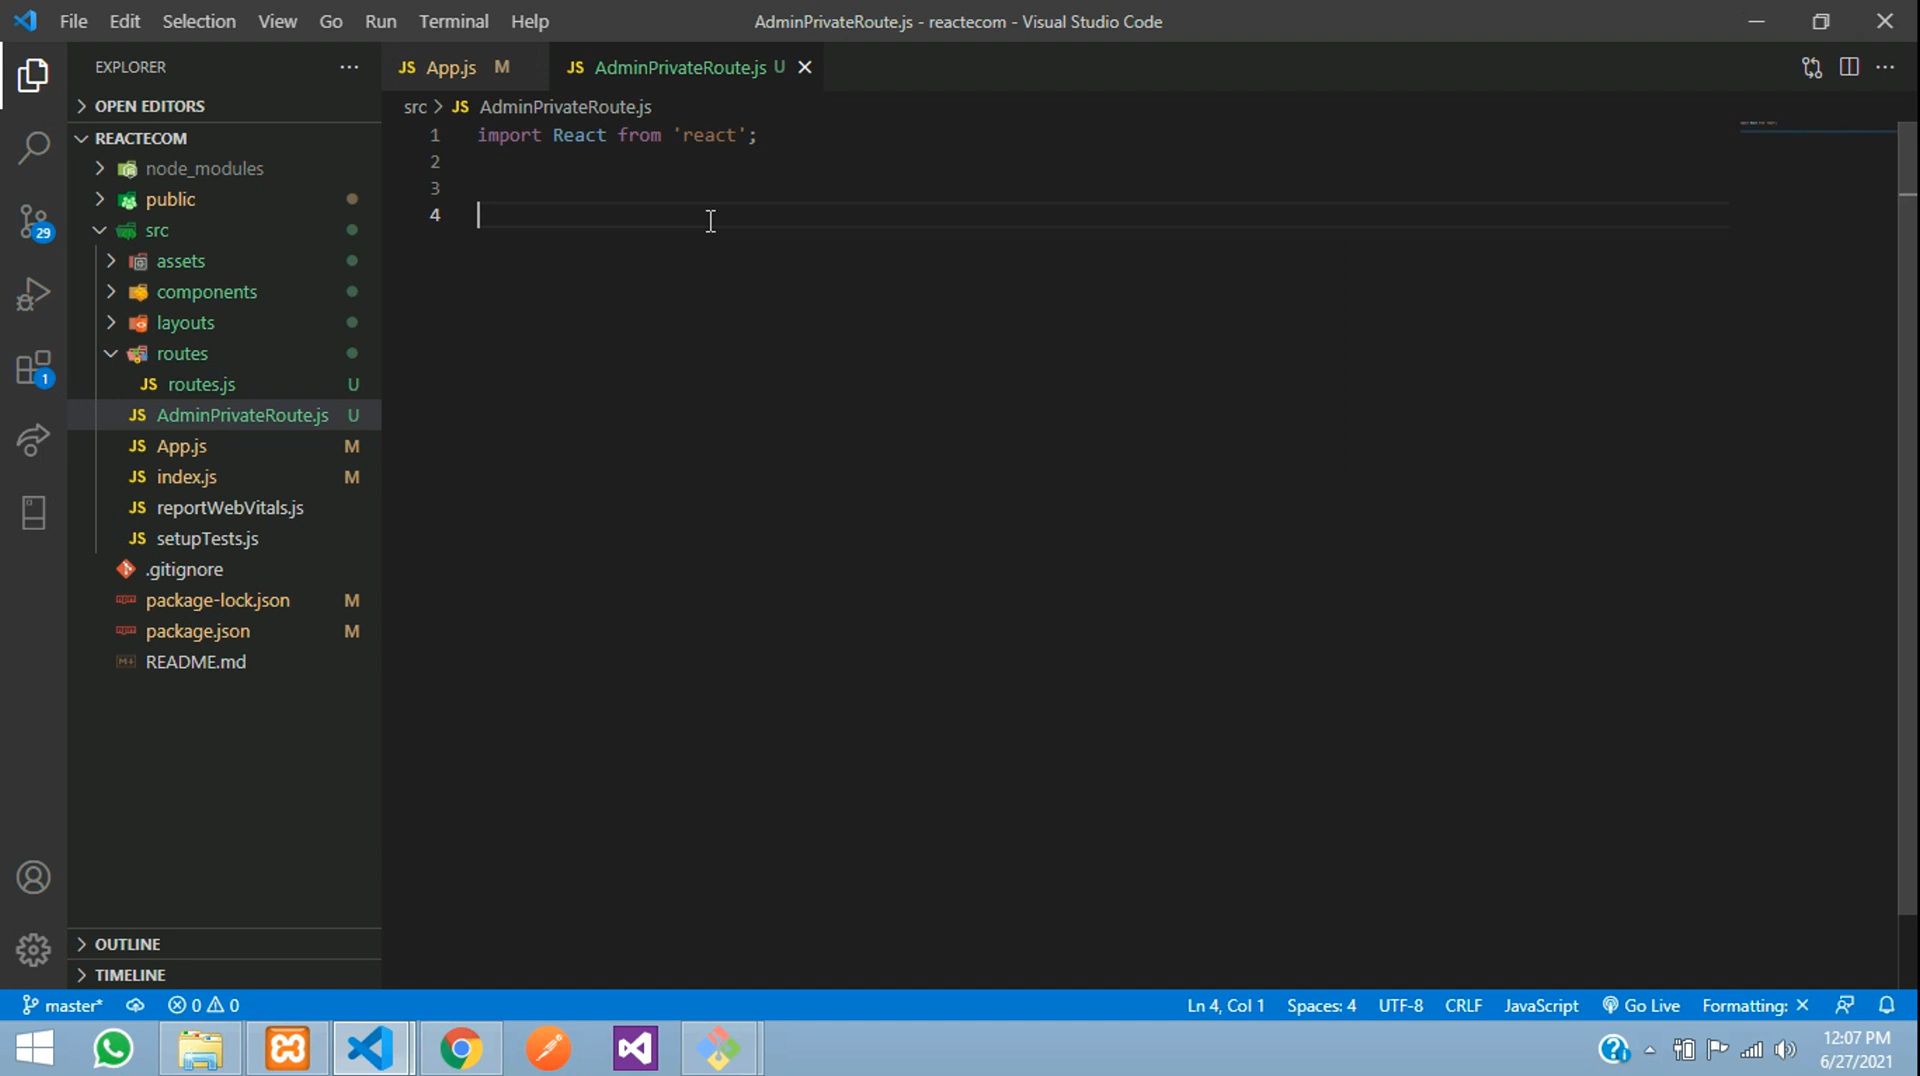 File Edit Selection View Go Run Terminal Help
AdminPrivateRoute.js - reactecom - Visual Studio Code
EXPLORER
OPEN EDITORS
REACTECOM
node_modules
public
src
assets
components
layouts
routes
JS routes.js U
JS AdminPrivateRoute.js U
JS App.js M
JS index.js M
JS reportWebVitals.js
JS setupTests.js
.gitignore
package-lock.json M
package.json M
README.md
OUTLINE
TIMELINE
29
1
JS App.js M
JS AdminPrivateRoute.js U
src > JS AdminPrivateRoute.js
1 import React from 'react';
2
3
4
master* 0 0
Ln 4, Col 1 Spaces: 4 UTF-8 CRLF JavaScript Go Live Formatting: ×
12:07 PM
6/27/2021